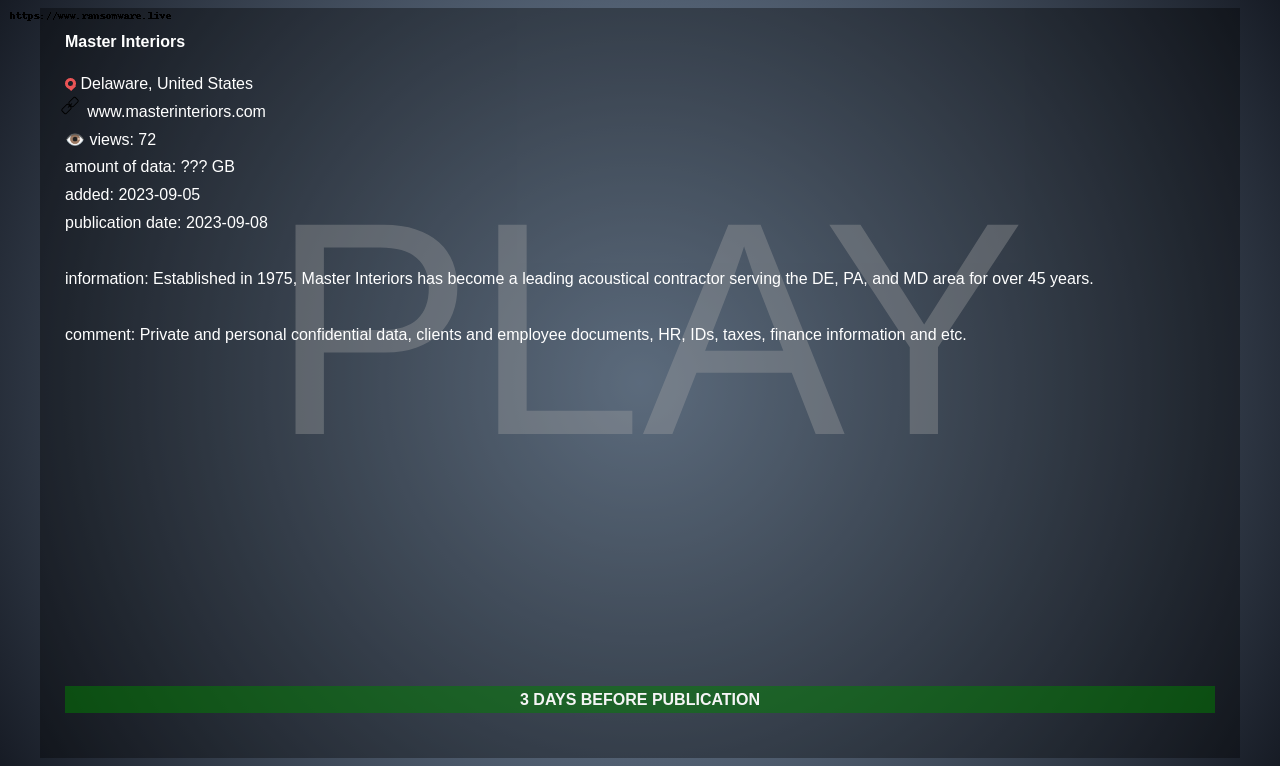 https://www.ransomware.live
Master Interiors
Delaware, United States
www.masterinteriors.com
views: 72
amount of data: ??? GB
added: 2023-09-05
publication date: 2023-09-08
PLAY
information: Established in 1975, Master Interiors has become a leading acoustical contractor serving the DE, PA, and MD area for over 45 years.
comment: Private and personal confidential data, clients and employee documents, HR, IDs, taxes, finance information and etc.
3 DAYS BEFORE PUBLICATION